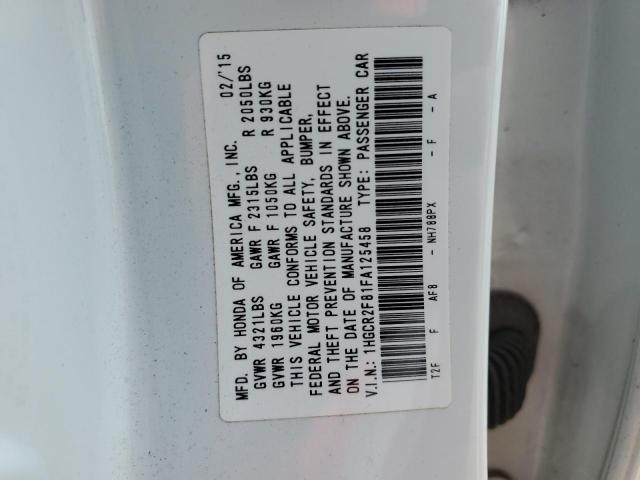 MFD. BY HONDA OF AMERICA MFG., INC. 02/'15
GVWR 4321LBS GAWR F 2315LBS R 2050LBS
GVWR 1960KG GAWR F 1050KG R 930KG
THIS VEHICLE CONFORMS TO ALL APPLICABLE
FEDERAL MOTOR VEHICLE SAFETY, BUMPER,
AND THEFT PREVENTION STANDARDS IN EFFECT
ON THE DATE OF MANUFACTURE SHOWN ABOVE.
V.I.N.: 1HGCR2F81FA125458 TYPE: PASSENGER CAR
T2F F AF8 - NH788PX - F - A